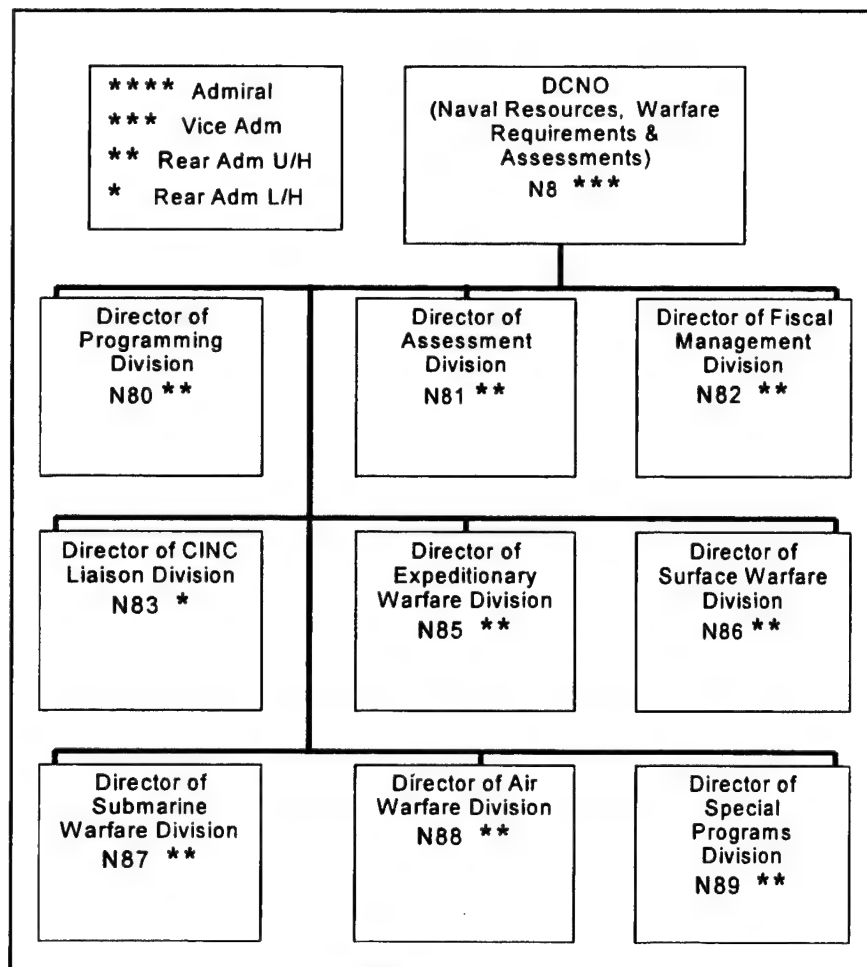 **** Admiral
*** Vice Adm
** Rear Adm U/H
* Rear Adm L/H
DCNO
(Naval Resources, Warfare
Requirements &
Assessments)
N8 ***
Director of
Programming
Division
N80 **
Director of
Assessment
Division
N81 **
Director of Fiscal
Management
Division
N82 **
Director of CINC
Liaison Division
N83 *
Director of
Expeditionary
Warfare Division
N85 **
Director of
Surface Warfare
Division
N86 **
Director of
Submarine
Warfare Division
N87 **
Director of Air
Warfare Division
N88 **
Director of
Special
Programs
Division
N89 **